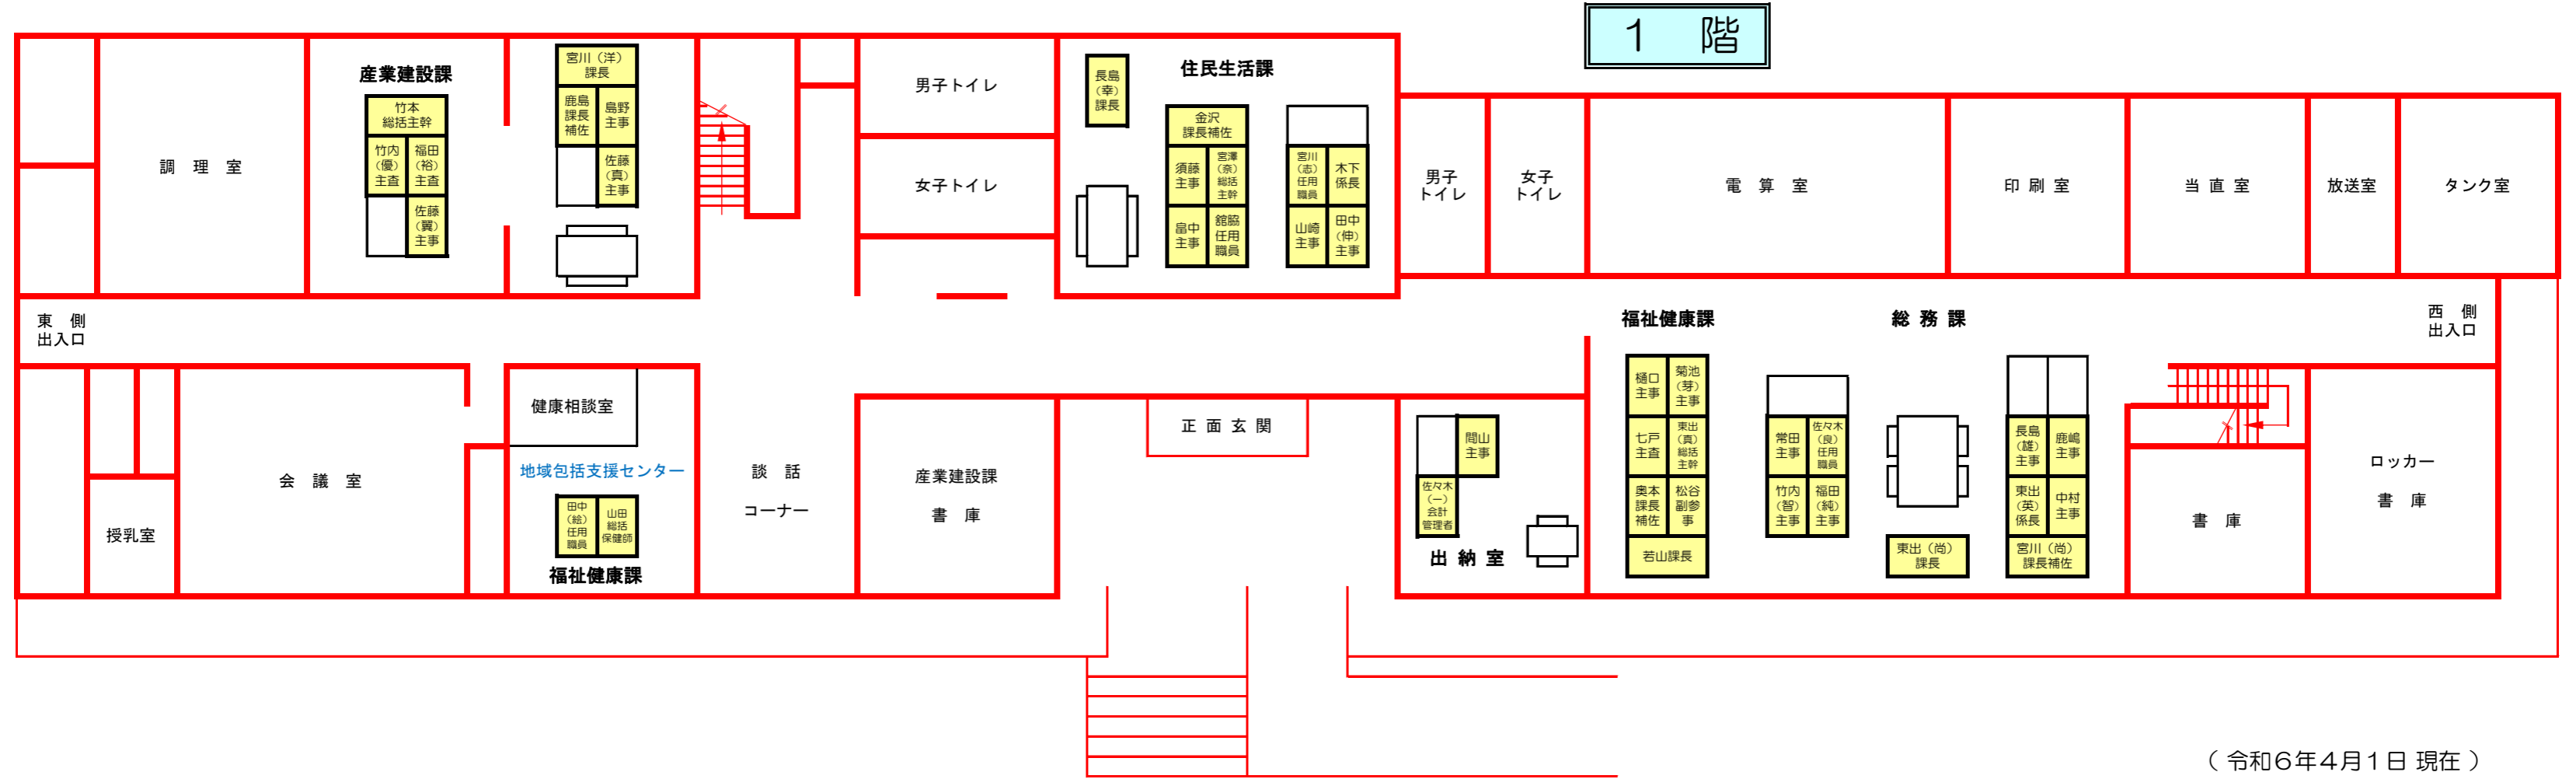 1 階
産業建設課
竹本
総括主幹
竹内
(優)
主査
福田
(裕)
主査
佐藤
(翼)
主事
宮川(洋)
課長
鹿島
課長
補佐
島野
主事
佐藤
(真)
主事
調 理 室
男子トイレ
女子トイレ
住民生活課
長島
(幸)
課長
金沢
課長補佐
須藤
主事
宮澤
(奈)
総括
主幹
畠中
主事
舘脇
任用
職員
宮川
(志)
任用
職員
木下
係長
山崎
主事
田中
(伸)
主事
男子
トイレ
女子
トイレ
電 算 室
印 刷 室
当 直 室
放送室
タンク室
東 側
出入口
西 側
出入口
授乳室
会 議 室
健康相談室
地域包括支援センター
田中
(絵)
任用
職員
山田
総括
保健師
福祉健康課
談 話
コーナー
産業建設課
書 庫
正 面 玄 関
間山
主事
佐々木
(一)
会計
管理者
出 納 室
福祉健康課
樋口
主事
菊池
(芽)
主事
七戸
主査
東出
(真)
総括
主幹
奥本
課長
補佐
松谷
副参
事
若山課長
総 務 課
常田
主事
佐々木
(良)
任用
職員
竹内
(智)
主事
福田
(純)
主事
東出(尚)
課長
長島
(雄)
主事
鹿嶋
主事
東出
(英)
係長
中村
主事
宮川(尚)
課長補佐
書 庫
ロッカー
書 庫
(令和6年4月1日 現在)